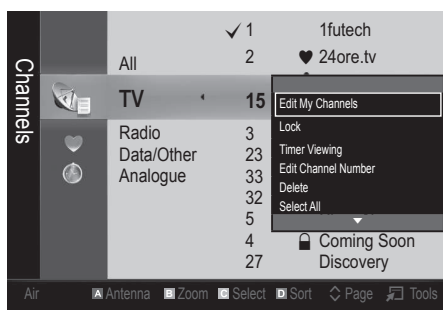 Channels
1 1futech
All 2 24ore.tv
TV 15
Radio 3
Data/Other 23
Analogue 33
32
5
4 Coming Soon
27 Discovery
Edit My Channels
Lock
Timer Viewing
Edit Channel Number
Delete
Select All
Air A Antenna B Zoom C Select D Sort Page Tools